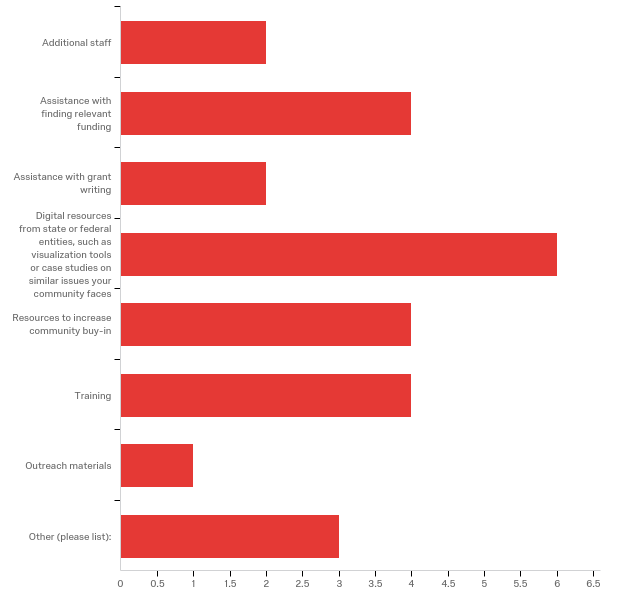 Additional staff
Assistance with
finding relevant
funding
Assistance with grant
writing
Digital resources
from state or federal
entities, such as
visualization tools
or case studies on
similar issues your
community faces
Resources to increase
community buy-in
Training
Outreach materials
Other (please list):
0 0.5 1 1.5 2 2.5 3 3.5 4 4.5 5 5.5 6 6.5